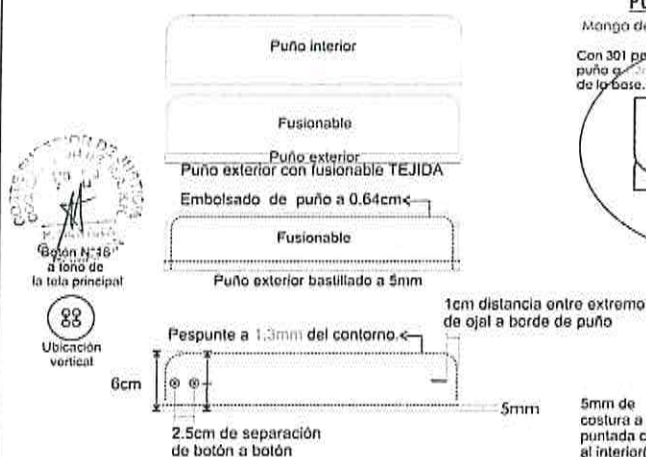 Puño interior
Fusionable
Puño exterior
Puño exterior con fusionable TEJIDA
Embolsado de puño a 0.64cm
Fusionable
Puño exterior bastillado a 5mm
Botón N°16
a tono de
la tela principal
Ubicación
vertical
Pespunte a 1.3mm del contorno.
1cm distancia entre extremo
de ojal a borde de puño
6cm
5mm
2.5cm de separación
de botón a botón
Manga
Con 301
puño a
de la base.
5mm de
costura a
puntada
al interior